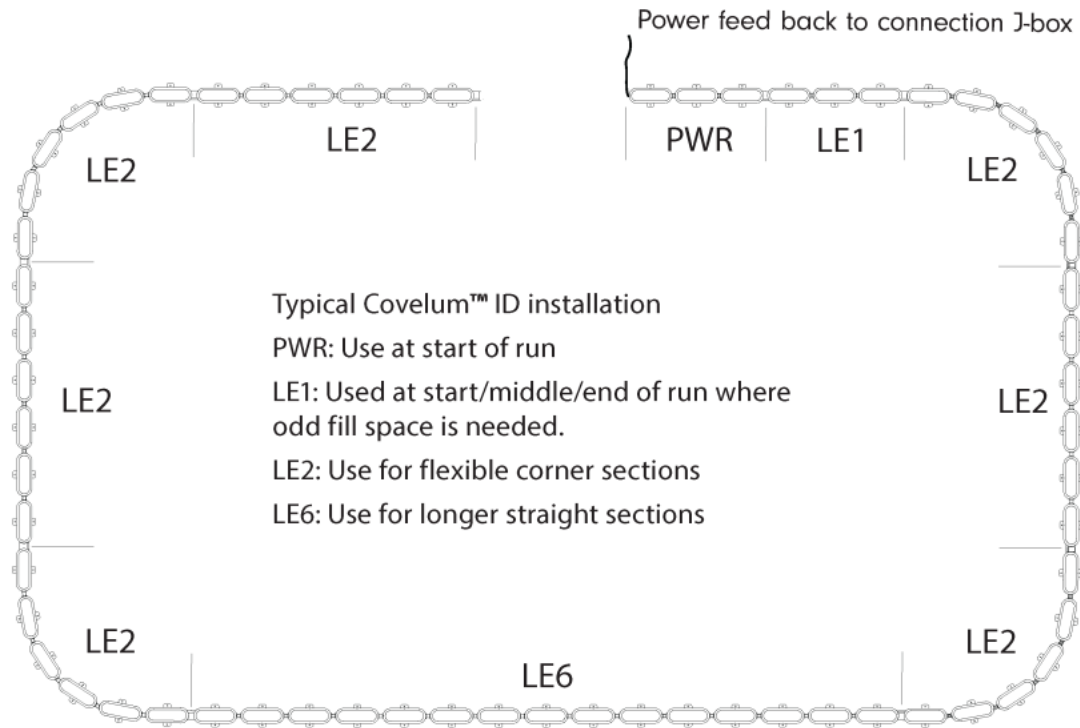 Power feed back to connection J-box
LE2
PWR
LE1
LE2
LE2
LE2
Typical Covelum™ ID installation
PWR: Use at start of run
LE1: Used at start/middle/end of run where
odd fill space is needed.
LE2: Use for flexible corner sections
LE6: Use for longer straight sections
LE2
LE2
LE2
LE2
LE6